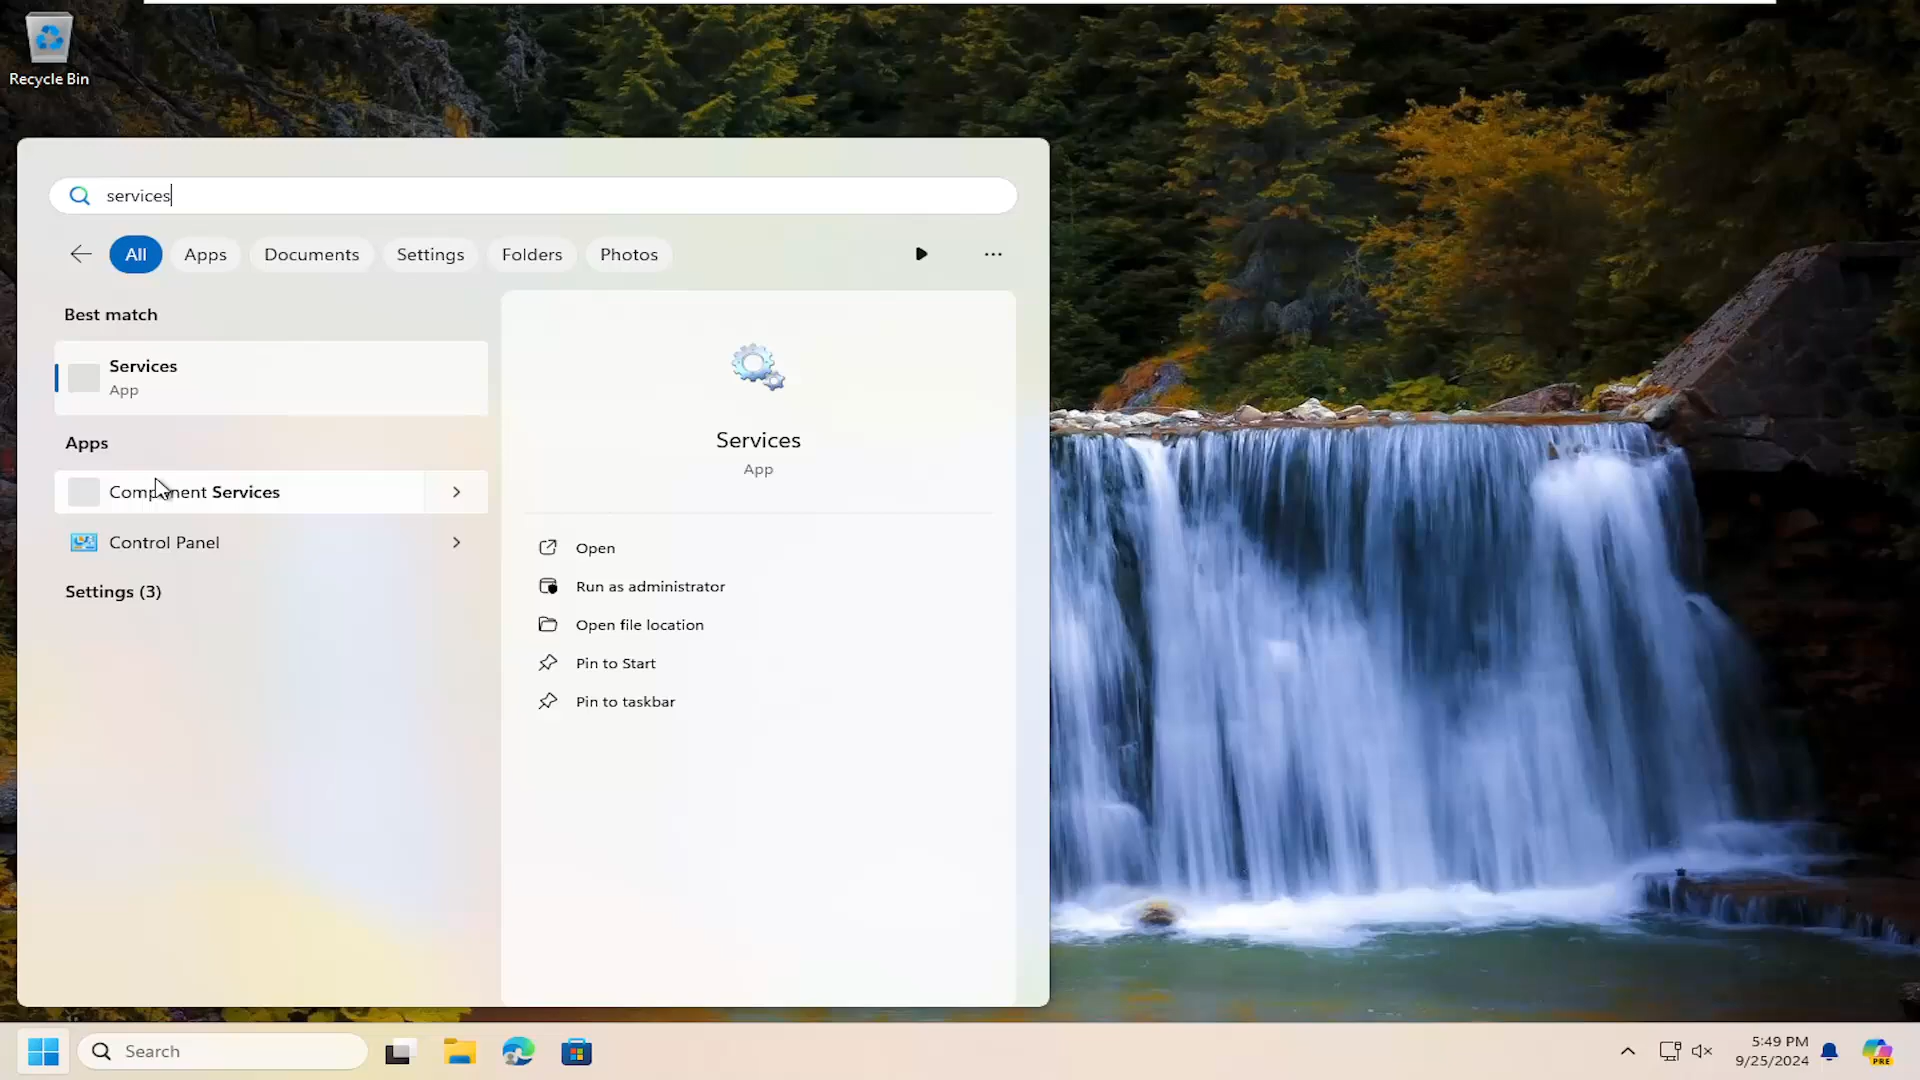 Recycle Bin
services
All
Apps
Documents
Settings
Folders
Photos
Best match
Services
App
Apps
Component Services
Control Panel
Settings (3)
Services
App
Open
Run as administrator
Open file location
Pin to Start
Pin to taskbar
Search
5:49 PM
9/25/2024
PRE